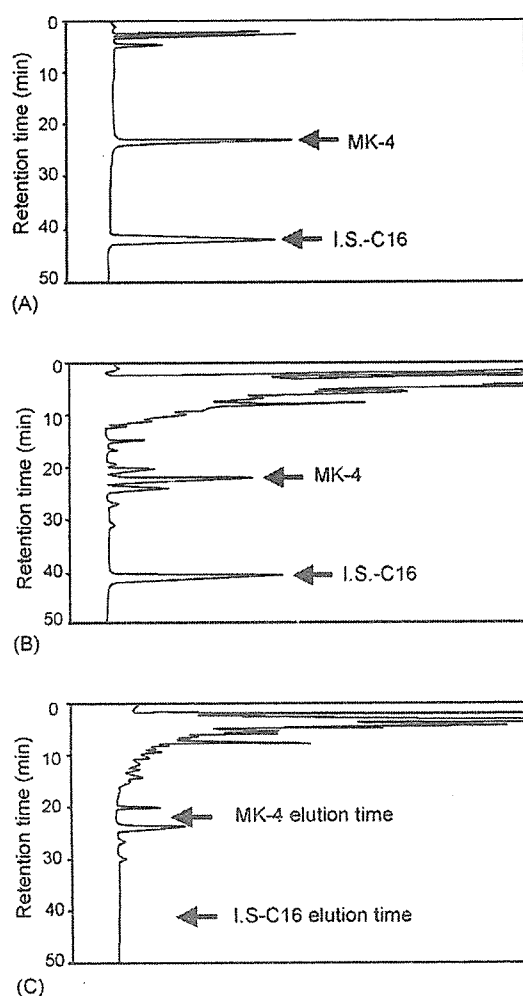 0
10
20
30
40
50
Retention time (min)
MK-4
I.S.-C16
(A)
0
10
20
30
40
50
Retention time (min)
MK-4
I.S.-C16
(B)
0
10
20
30
40
50
Retention time (min)
MK-4 elution time
I.S-C16 elution time
(C)